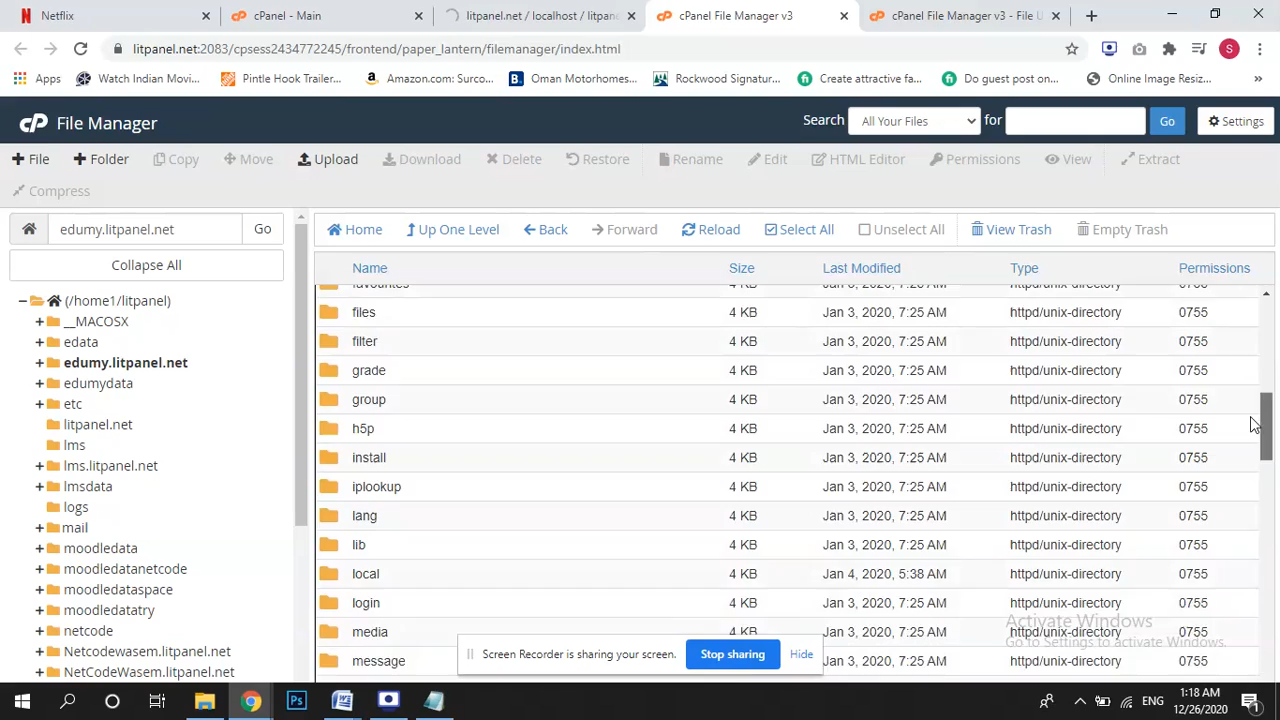 Netflix
cPanel - Main
litpanel.net / localhost / litpane
cPanel File Manager v3
cPanel File Manager v3 - File U
litpanel.net:2083/cpsess2434772245/frontend/paper_lantern/filemanager/index.html
S
Apps
Watch Indian Movi...
Pintle Hook Trailer...
Amazon.com: Surco...
Oman Motorhomes...
Rockwood Signatur...
Create attractive fa...
Do guest post on...
Online Image Resiz...
»
cP File Manager
Search All Your Files for Go Settings
File Folder Copy Move Upload Download Delete Restore Rename Edit HTML Editor Permissions View Extract
Compress
edumy.litpanel.net Go
Home Up One Level Back Forward Reload Select All Unselect All View Trash Empty Trash
Collapse All
(/home1/litpanel)
__MACOSX
edata
edumy.litpanel.net
edumydata
etc
litpanel.net
lms
lms.litpanel.net
lmsdata
logs
mail
moodledata
moodledatanetcode
moodledataspace
moodledatry
netcode
Netcodewasem.litpanel.net
NetCodeWasem.litpanel.net
Name Size Last Modified Type Permissions
favourites
files 4 KB Jan 3, 2020, 7:25 AM httpd/unix-directory 0755
filter 4 KB Jan 3, 2020, 7:25 AM httpd/unix-directory 0755
grade 4 KB Jan 3, 2020, 7:25 AM httpd/unix-directory 0755
group 4 KB Jan 3, 2020, 7:25 AM httpd/unix-directory 0755
h5p 4 KB Jan 3, 2020, 7:25 AM httpd/unix-directory 0755
install 4 KB Jan 3, 2020, 7:25 AM httpd/unix-directory 0755
iplookup 4 KB Jan 3, 2020, 7:25 AM httpd/unix-directory 0755
lang 4 KB Jan 3, 2020, 7:25 AM httpd/unix-directory 0755
lib 4 KB Jan 3, 2020, 7:25 AM httpd/unix-directory 0755
local 4 KB Jan 4, 2020, 5:38 AM httpd/unix-directory 0755
login 4 KB Jan 3, 2020, 7:25 AM httpd/unix-directory 0755
media 4 KB Jan 3, 2020, 7:25 AM httpd/unix-directory 0755
message Jan 3, 2020, 7:25 AM httpd/unix-directory 0755
Activate Windows
Go to Settings to activate Windows.
Screen Recorder is sharing your screen. Stop sharing Hide
Ps
W
ENG
1:18 AM
12/26/2020
1